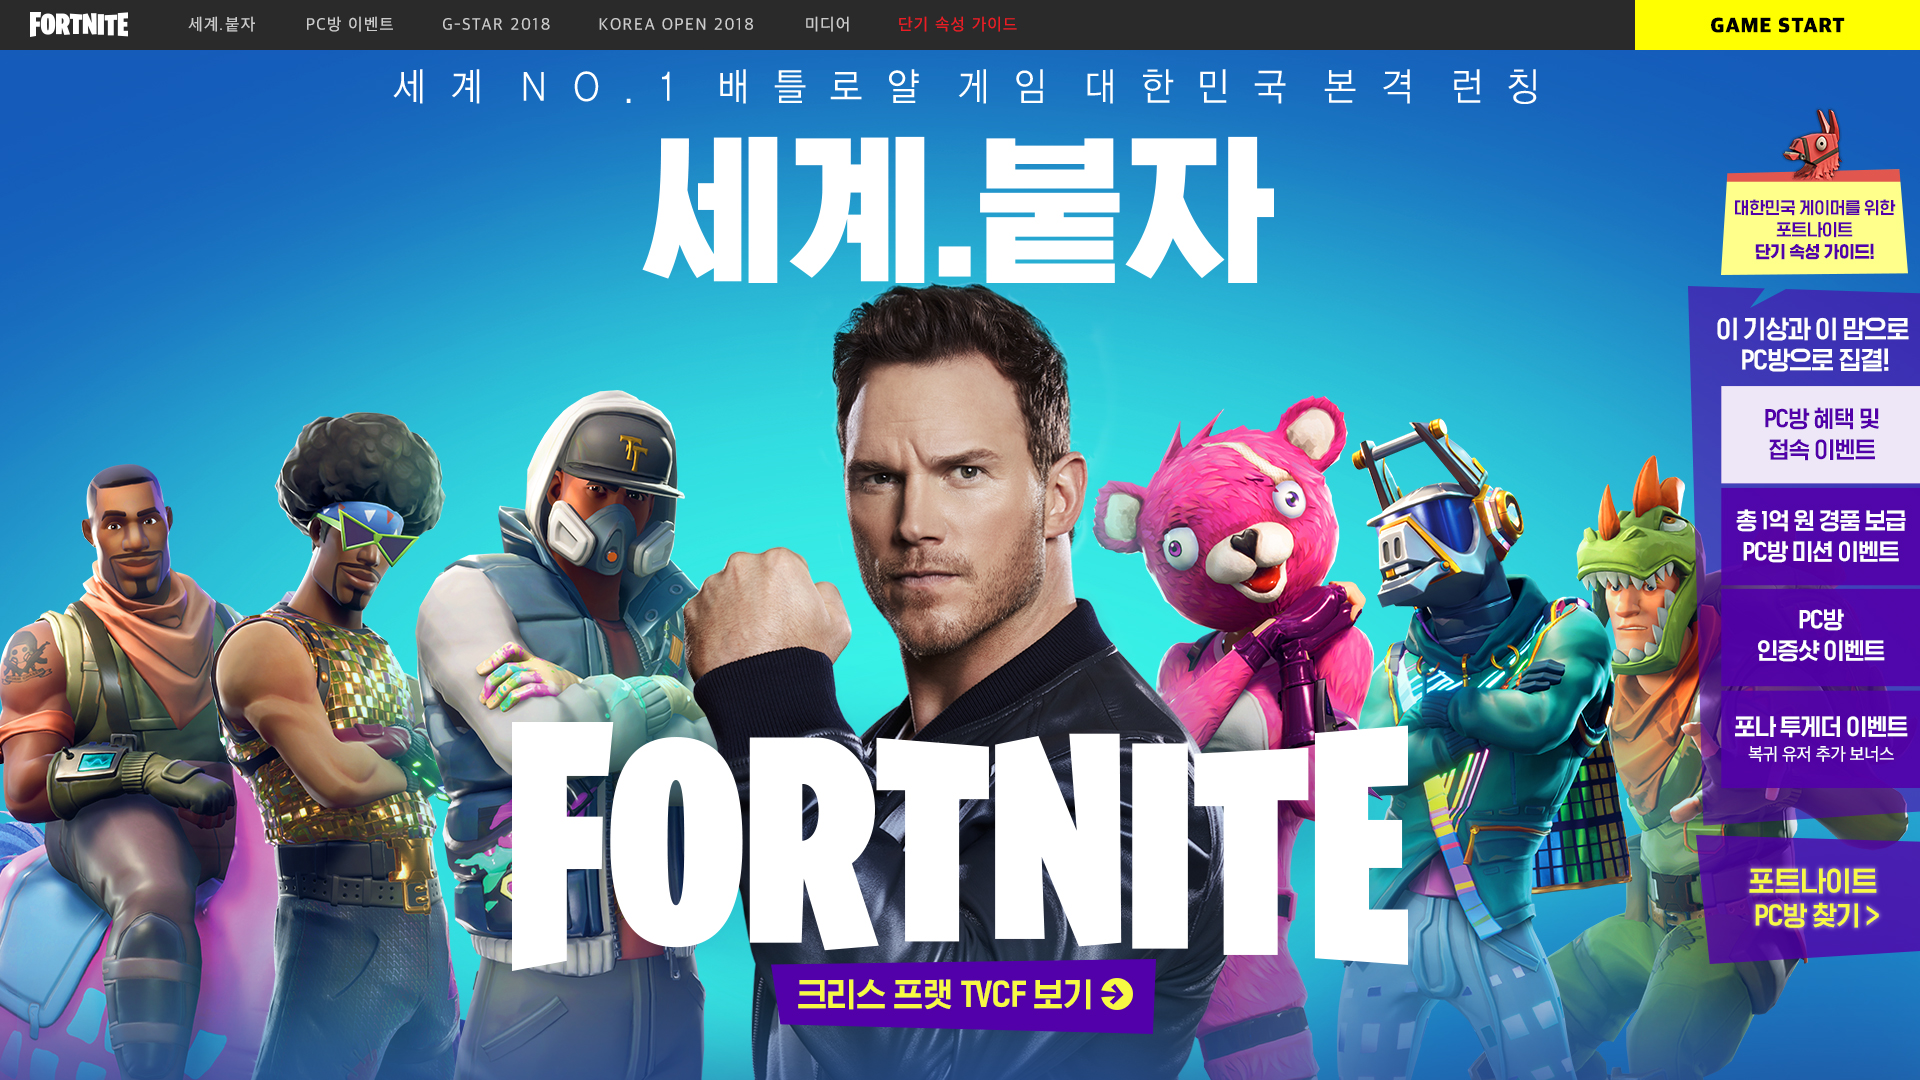 FORTNITE
세계.붙자
PC방 이벤트
G-STAR 2018
KOREA OPEN 2018
미디어
단기 속성 가이드
GAME START
세계 NO.1 배틀로얄 게임 대한민국 본격 런칭
세계.붙자
TT
FORTNITE
크리스 프랫 TVCF 보기
대한민국 게이머를 위한
포트나이트
단기 속성 가이드!
이 기상과 이 맘으로
PC방으로 집결!
PC방 혜택 및
접속 이벤트
총 1억 원 경품 보급
PC방 미션 이벤트
PC방
인증샷 이벤트
포나 투게더 이벤트
복귀 유저 추가 보너스
포트나이트
PC방 찾기 >